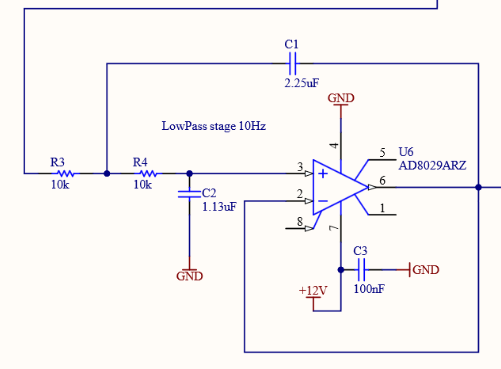 C1
2.25uF
GND
LowPass stage 10Hz
4
5
U6
AD8029ARZ
R3
R4
3
+
6
10k
10k
C2
1.13uF
2
-
1
8
7
C3
GND
+12V
100nF
GND